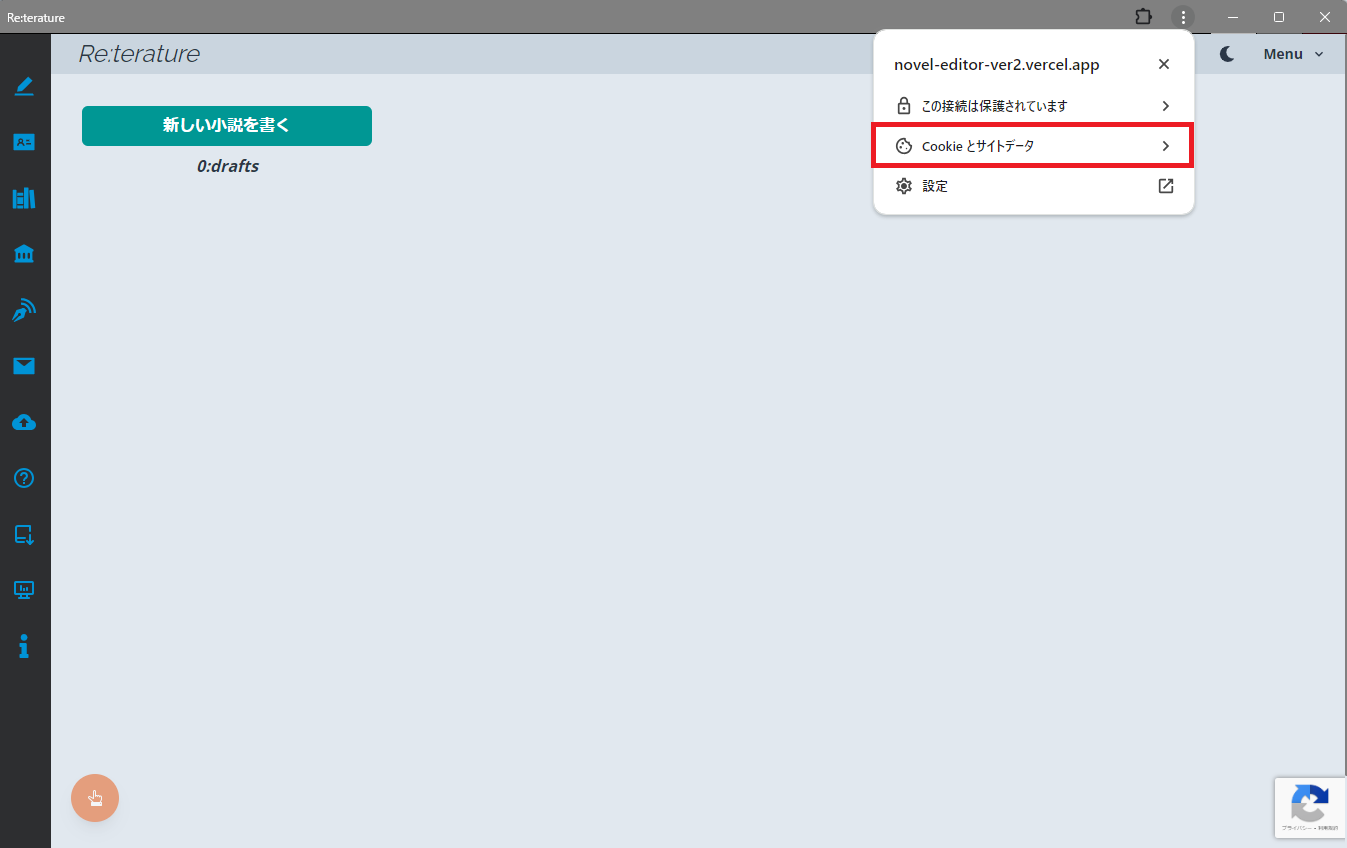 Re:terature
Re:terature
Menu
新しい小説を書く
0:drafts
novel-editor-ver2.vercel.app
この接続は保護されています
Cookie とサイトデータ
設定
プライバシー - 利用規約